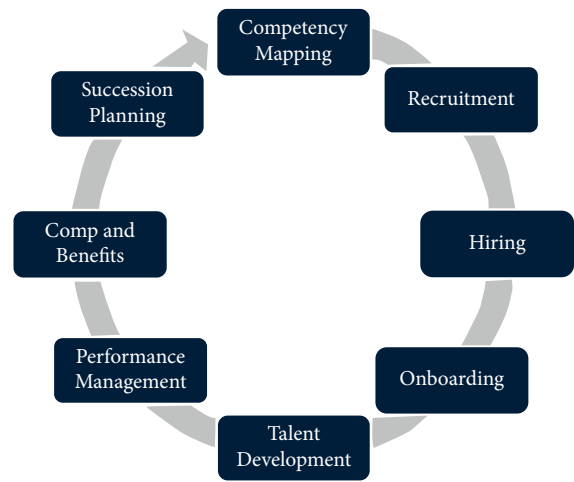 Competency
Mapping
Recruitment
Hiring
Onboarding
Talent
Development
Performance
Management
Comp and
Benefits
Succession
Planning